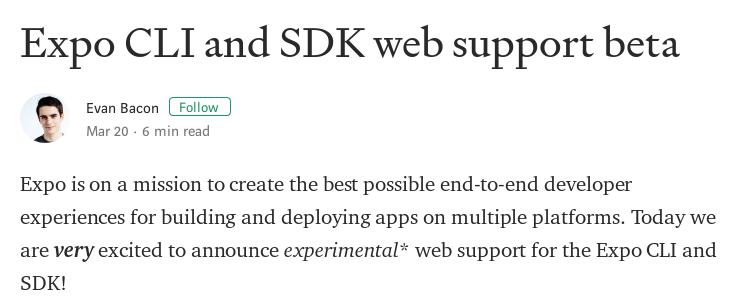 Expo CLI and SDK web support beta
Evan Bacon Follow
Mar 20 · 6 min read
Expo is on a mission to create the best possible end-to-end developer
experiences for building and deploying apps on multiple platforms. Today we
are very excited to announce experimental* web support for the Expo CLI and
SDK!